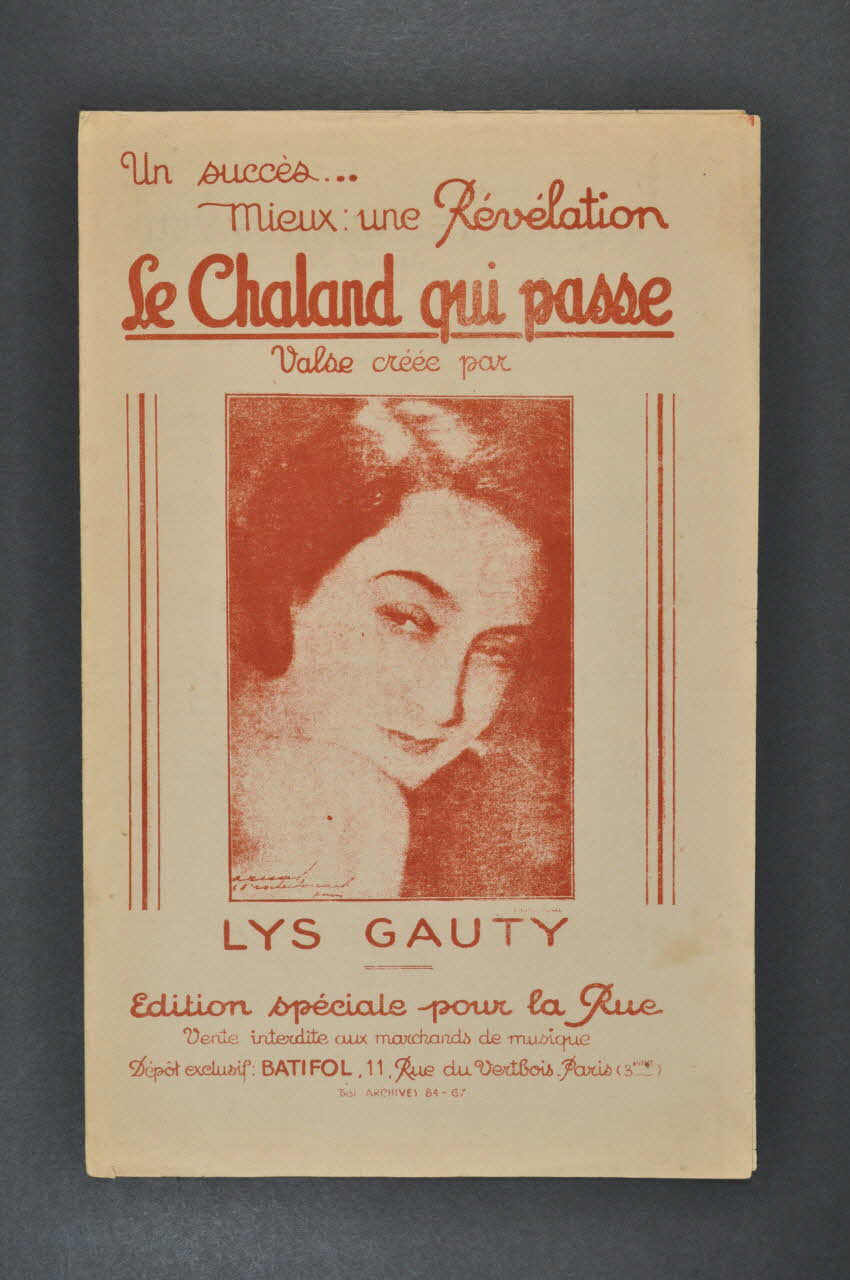 Un succès...
Mieux: une Révélation
Le Chaland qui passe
Valse créée par
LYS GAUTY
Edition spéciale pour la Rue
Vente interdite aux marchands de musique
Dépôt exclusif: BATIFOL, 11, Rue du Vertbois. Paris (3ème)
Tél. ARCHIVES 84-67